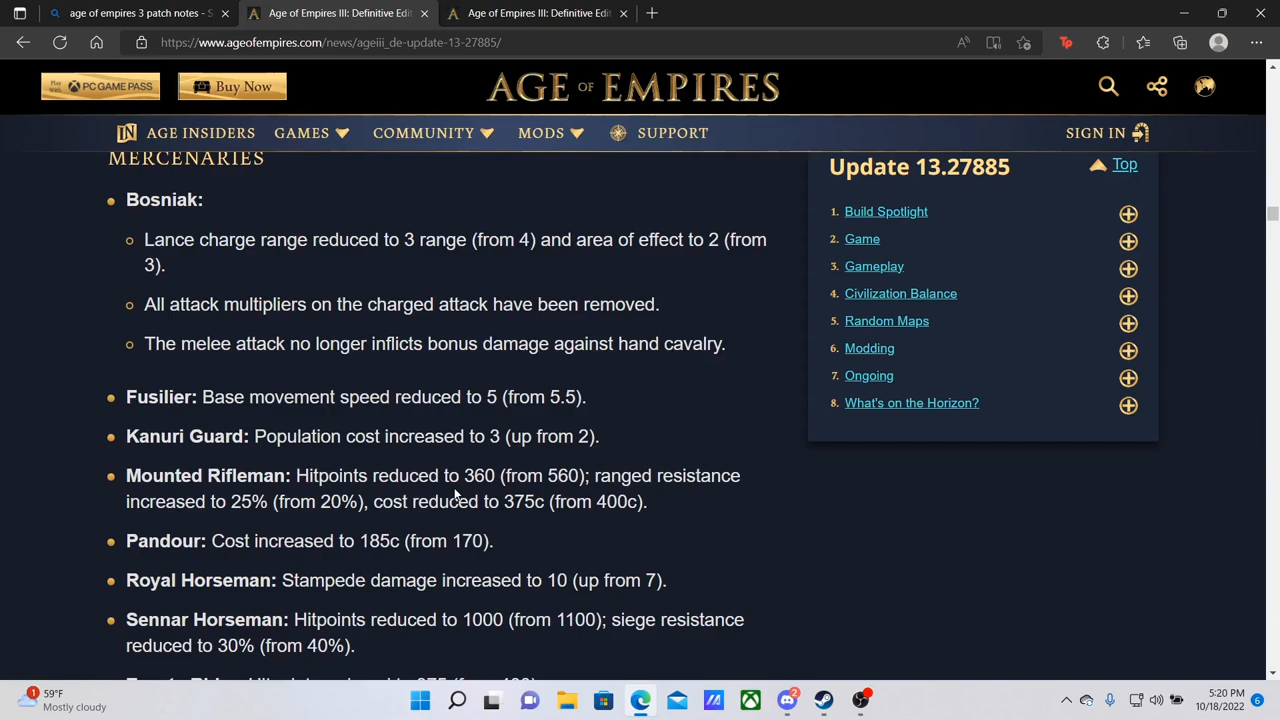 age of empires 3 patch notes - S
Age of Empires III: Definitive Edit
Age of Empires III: Definitive Edit
https://www.ageofempires.com/news/ageiii_de-update-13-27885/
PC GAME PASS
Buy Now
AGE OF EMPIRES
AGE INSIDERS GAMES COMMUNITY MODS SUPPORT SIGN IN
MERCENARIES
Bosniak:
Lance charge range reduced to 3 range (from 4) and area of effect to 2 (from
3).
All attack multipliers on the charged attack have been removed.
The melee attack no longer inflicts bonus damage against hand cavalry.
Fusilier: Base movement speed reduced to 5 (from 5.5).
Kanuri Guard: Population cost increased to 3 (up from 2).
Mounted Rifleman: Hitpoints reduced to 360 (from 560); ranged resistance
increased to 25% (from 20%), cost reduced to 375c (from 400c).
Pandour: Cost increased to 185c (from 170).
Royal Horseman: Stampede damage increased to 10 (up from 7).
Sennar Horseman: Hitpoints reduced to 1000 (from 1100); siege resistance
reduced to 30% (from 40%).
Update 13.27885
Top
1. Build Spotlight
2. Game
3. Gameplay
4. Civilization Balance
5. Random Maps
6. Modding
7. Ongoing
8. What's on the Horizon?
1
59°F
Mostly cloudy
2
5:20 PM
10/18/2022
6